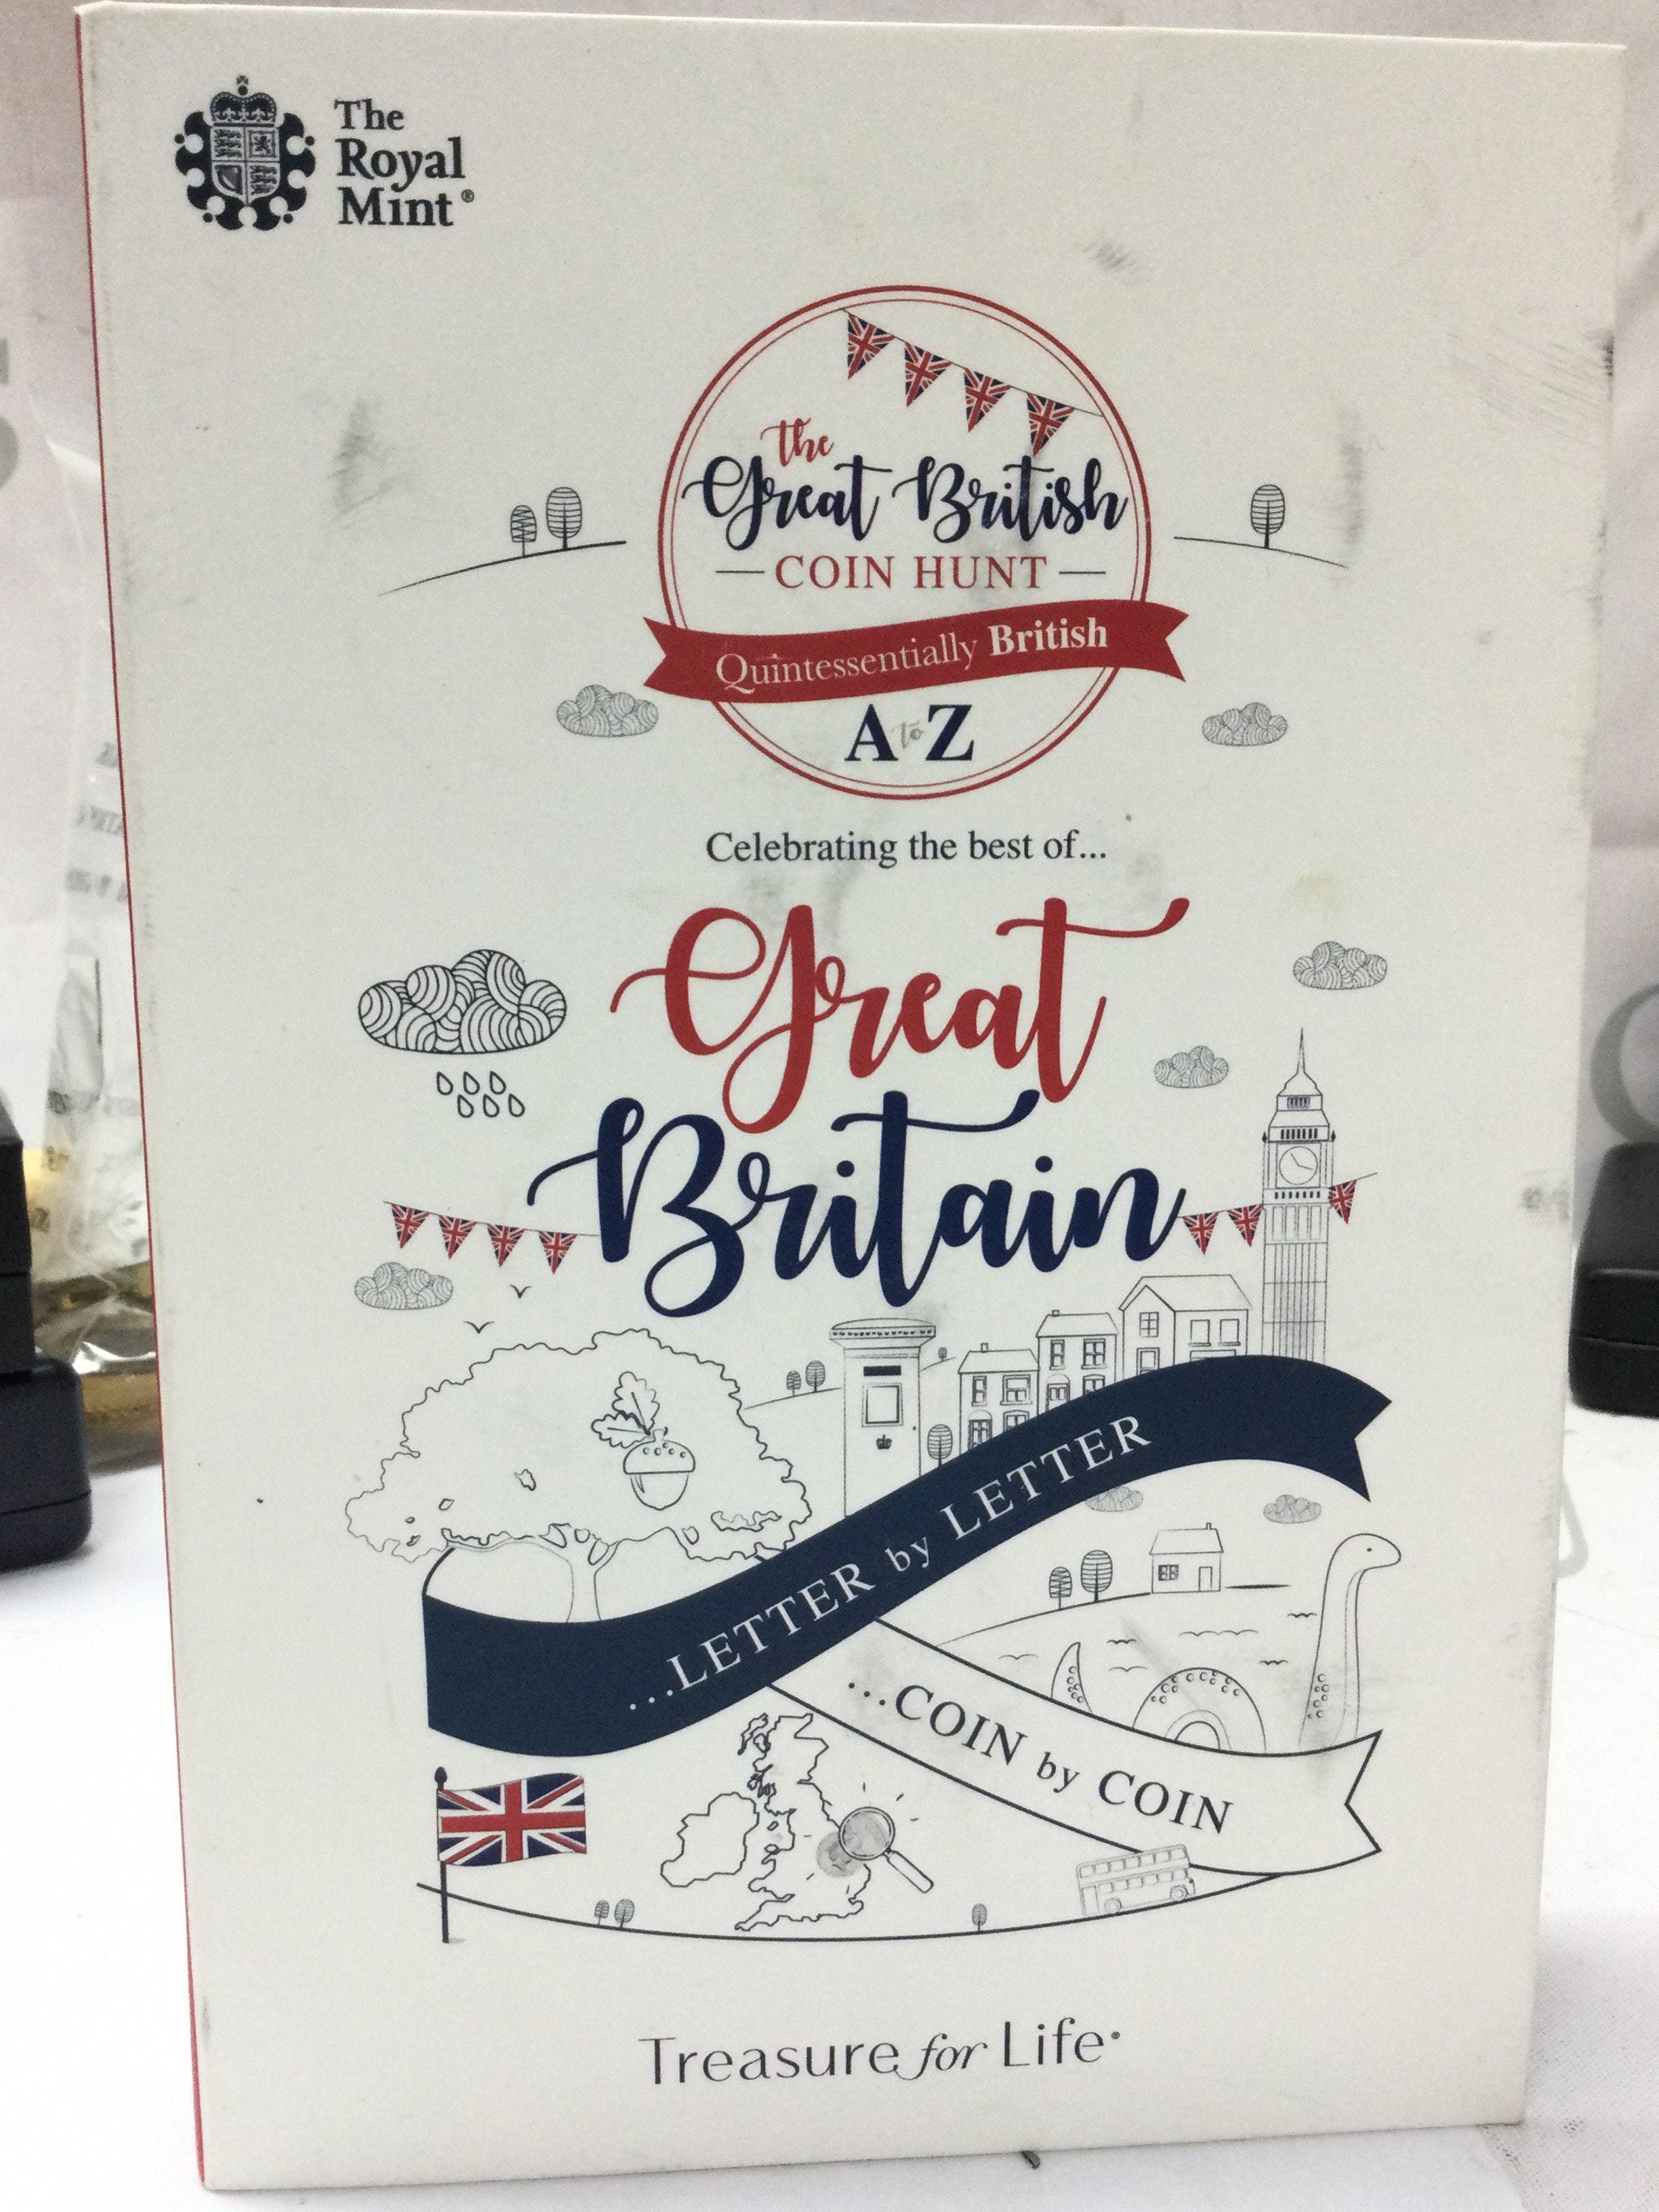 The
Royal
Mint®
the
Great British
COIN HUNT
Quintessentially British
A to Z
Celebrating the best of...
Great
Britain
...LETTER by LETTER
...COIN by COIN
Treasure for Life®